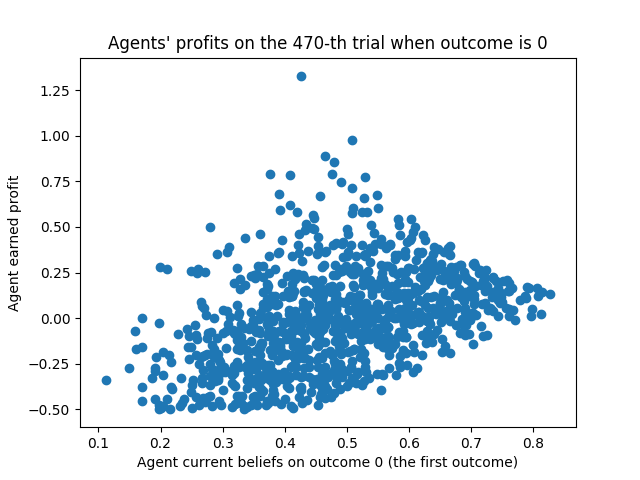 Agents' profits on the 470-th trial when outcome is 0
1.25
1.00
0.75
0.50
0.25
0.00
−0.25
−0.50
Agent earned profit
0.1 0.2 0.3 0.4 0.5 0.6 0.7 0.8
Agent current beliefs on outcome 0 (the first outcome)